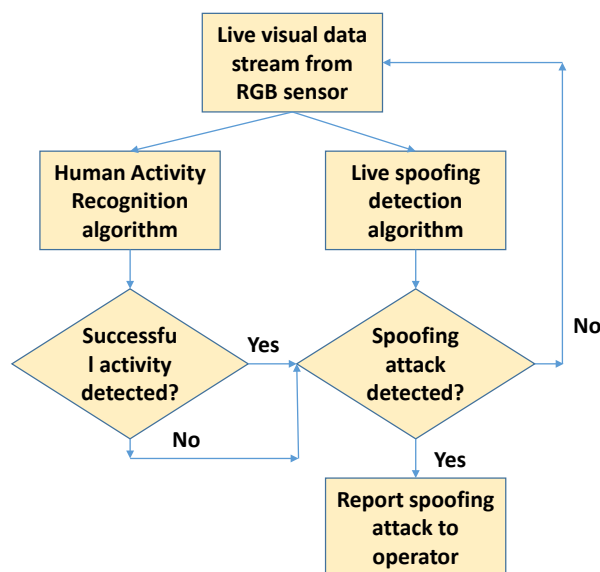 Live visual data
stream from
RGB sensor
Human Activity
Recognition
algorithm
Live spoofing
detection
algorithm
Successfu
l activity
detected?
Yes
No
Spoofing
attack
detected?
No
Yes
Report spoofing
attack to
operator